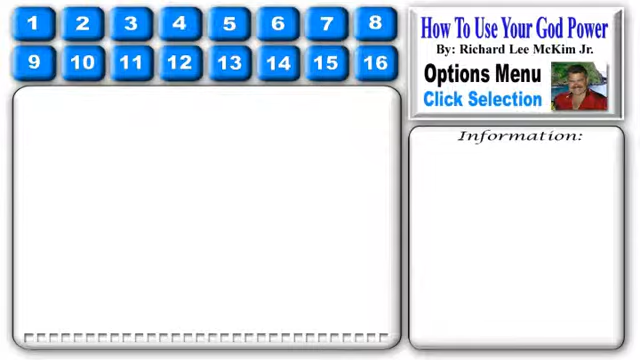 1 2 3 4 5 6 7 8
9 10 11 12 13 14 15 16
How To Use Your God Power
By: Richard Lee McKim Jr.
Options Menu
Click Selection
Information: